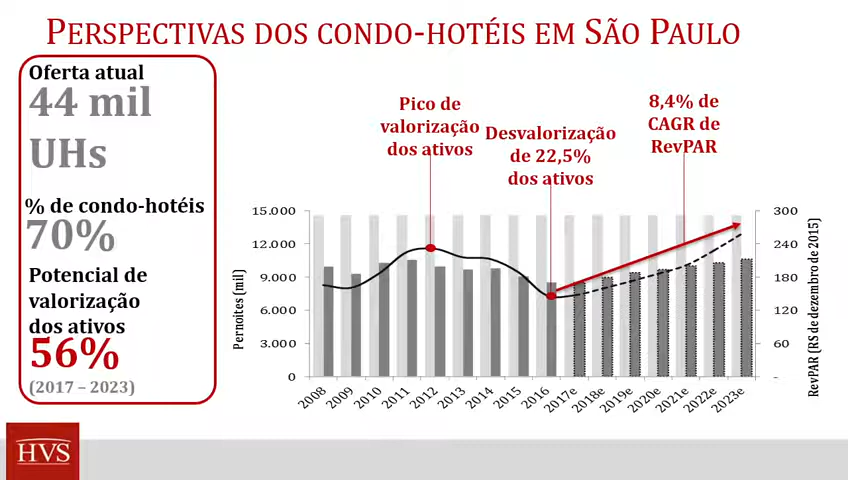 PERSPECTIVAS DOS CONDO-HOTÉIS EM SÃO PAULO
Oferta atual
44 mil
UHs
% de condo-hotéis
70%
Potencial de
valorização
dos ativos
56%
(2017 – 2023)
Pico de
valorização
dos ativos
Desvalorização
de 22,5%
dos ativos
8,4% de
CAGR de
RevPAR
Pernoites (mil)
15.000
12.000
9.000
6.000
3.000
0
300
240
180
120
60
-
RevPAR (R$ de dezembro de 2015)
2008
2009
2010
2011
2012
2013
2014
2015
2016
2017e
2018e
2019e
2020e
2021e
2022e
2023e
HVS